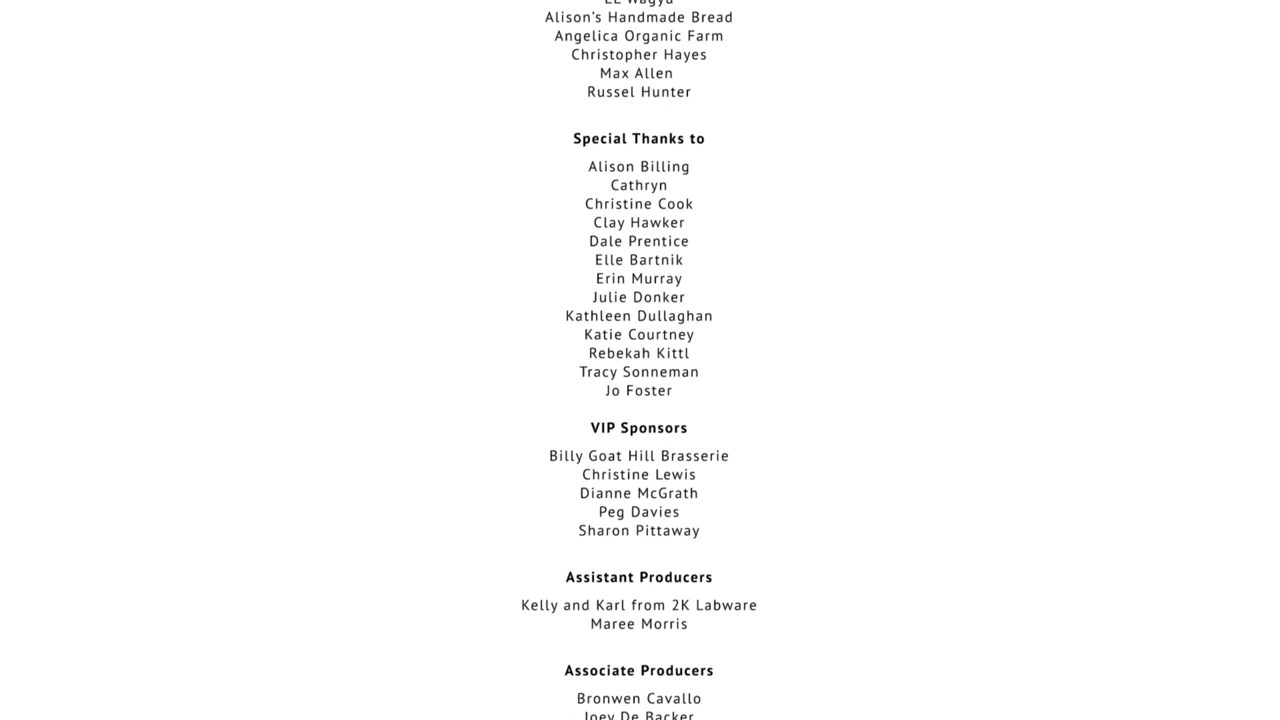 Alison's Handmade Bread
Angelica Organic Farm
Christopher Hayes
Max Allen
Russel Hunter
Special Thanks to
Alison Billing
Cathryn
Christine Cook
Clay Hawker
Dale Prentice
Elle Bartnik
Erin Murray
Julie Donker
Kathleen Dullaghan
Katie Courtney
Rebekah Kittl
Tracy Sonneman
Jo Foster
VIP Sponsors
Billy Goat Hill Brasserie
Christine Lewis
Dianne McGrath
Peg Davies
Sharon Pittaway
Assistant Producers
Kelly and Karl from 2K Labware
Maree Morris
Associate Producers
Bronwen Cavallo
Joey De Backer